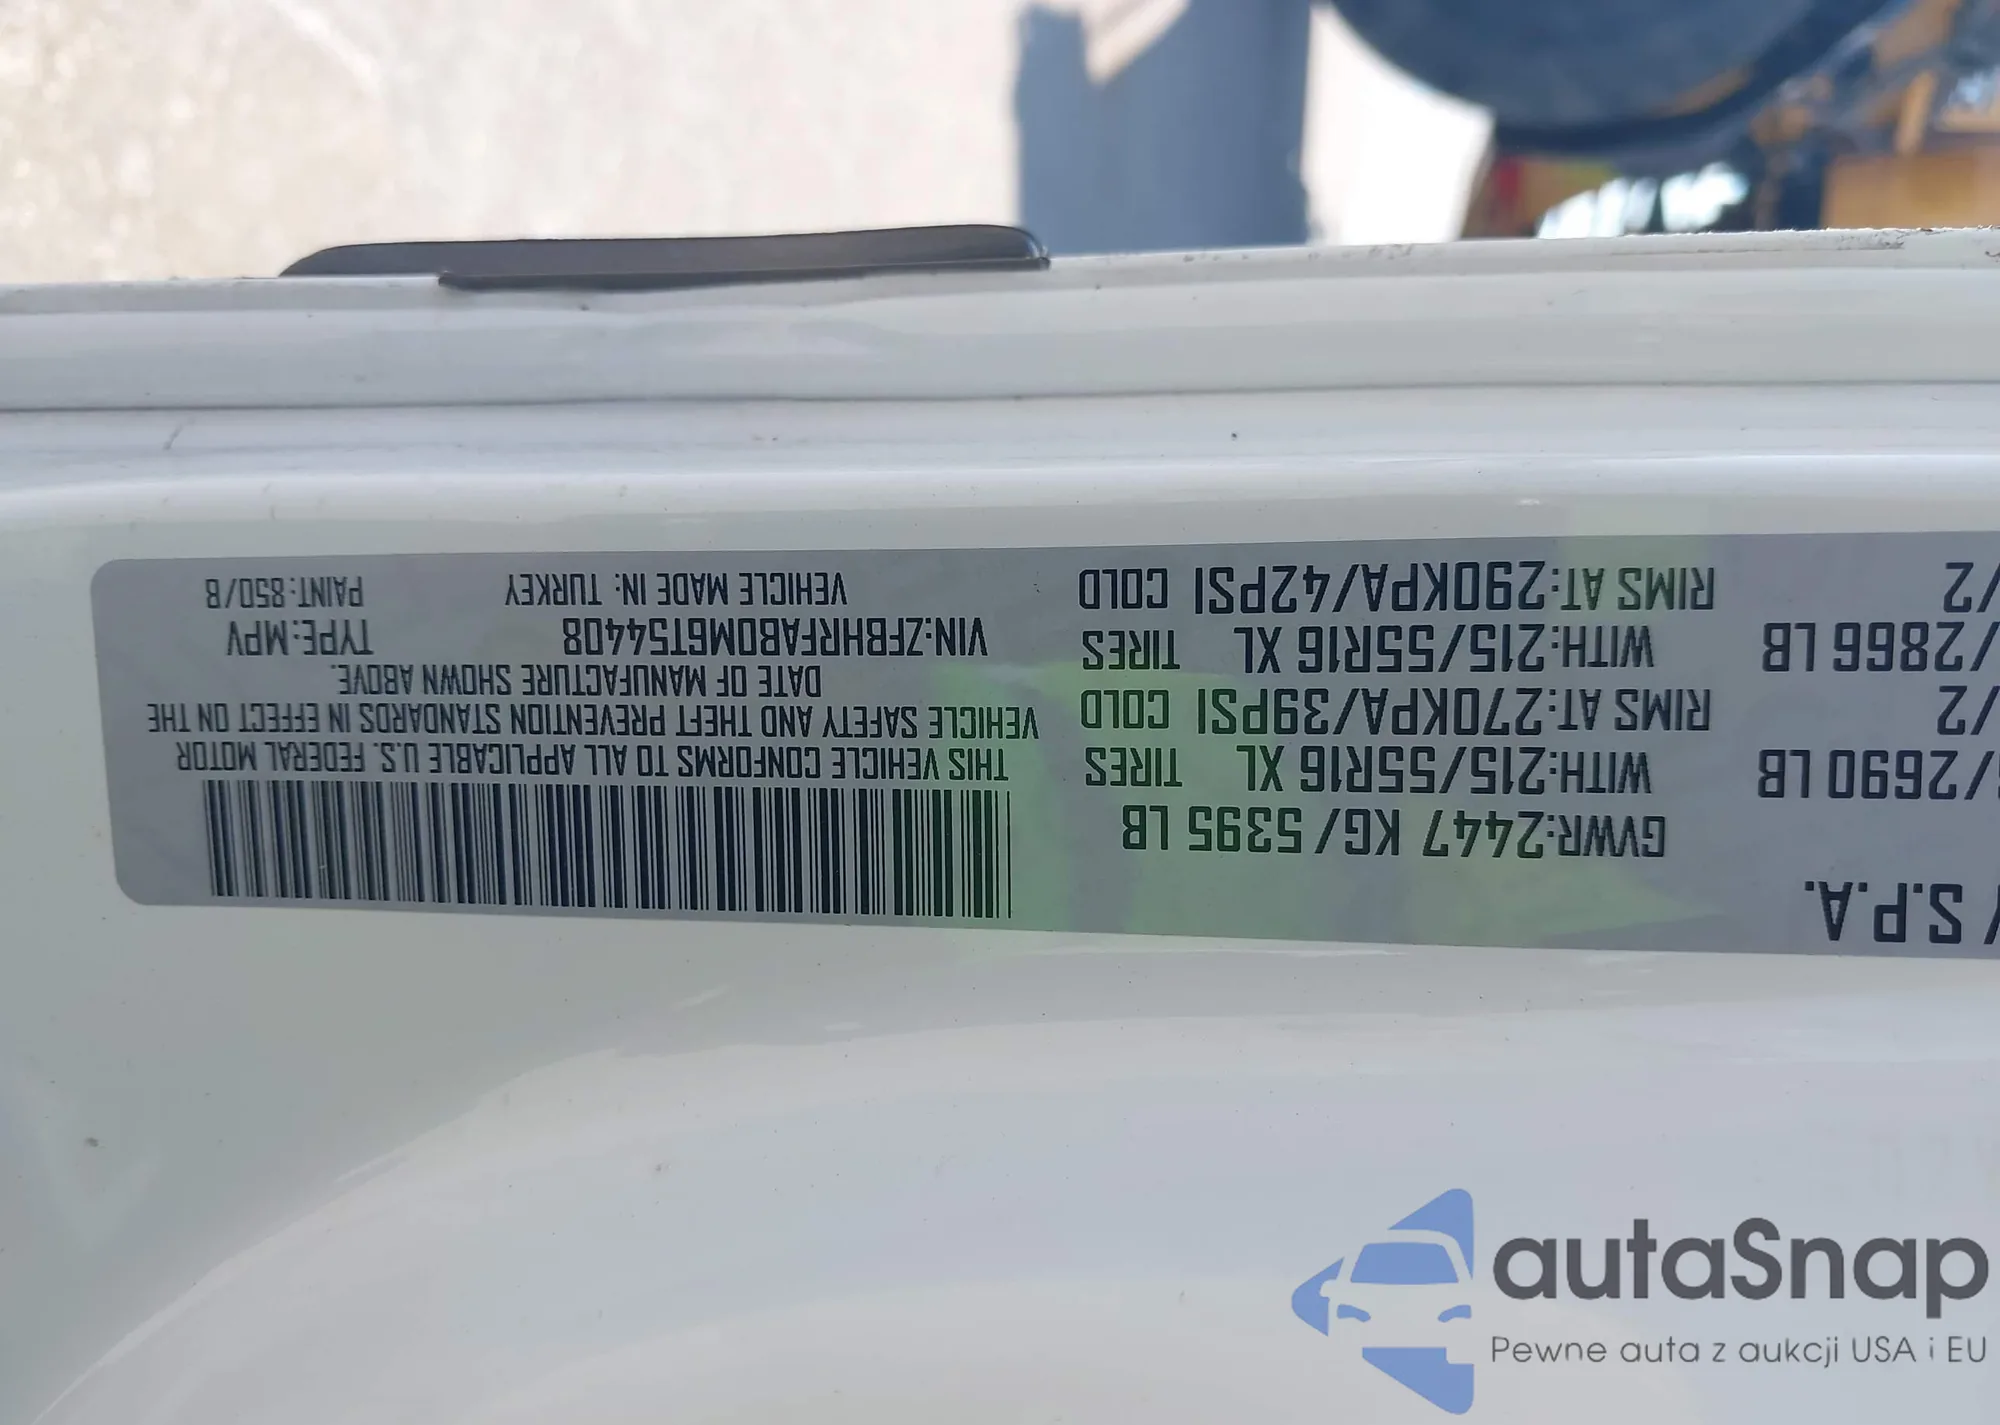 S.P.A.
GVWR:2447 KG/ 5395 LB
/2690 LB WITH:215/55R16 XL TIRES
/2 RIMS AT:270KPA/39PSI COLD
/2866 LB WITH:215/55R16 XL TIRES
/2 RIMS AT:290KPA/42PSI COLD
THIS VEHICLE CONFORMS TO ALL APPLICABLE U.S. FEDERAL MOTOR
VEHICLE SAFETY AND THEFT PREVENTION STANDARDS IN EFFECT ON THE
DATE OF MANUFACTURE SHOWN ABOVE.
VIN:ZFBHRFAB0M6T54408 TYPE:MPV
VEHICLE MADE IN: TURKEY PAINT:850/B
autaSnap
Pewne auta z aukcji USA i EU